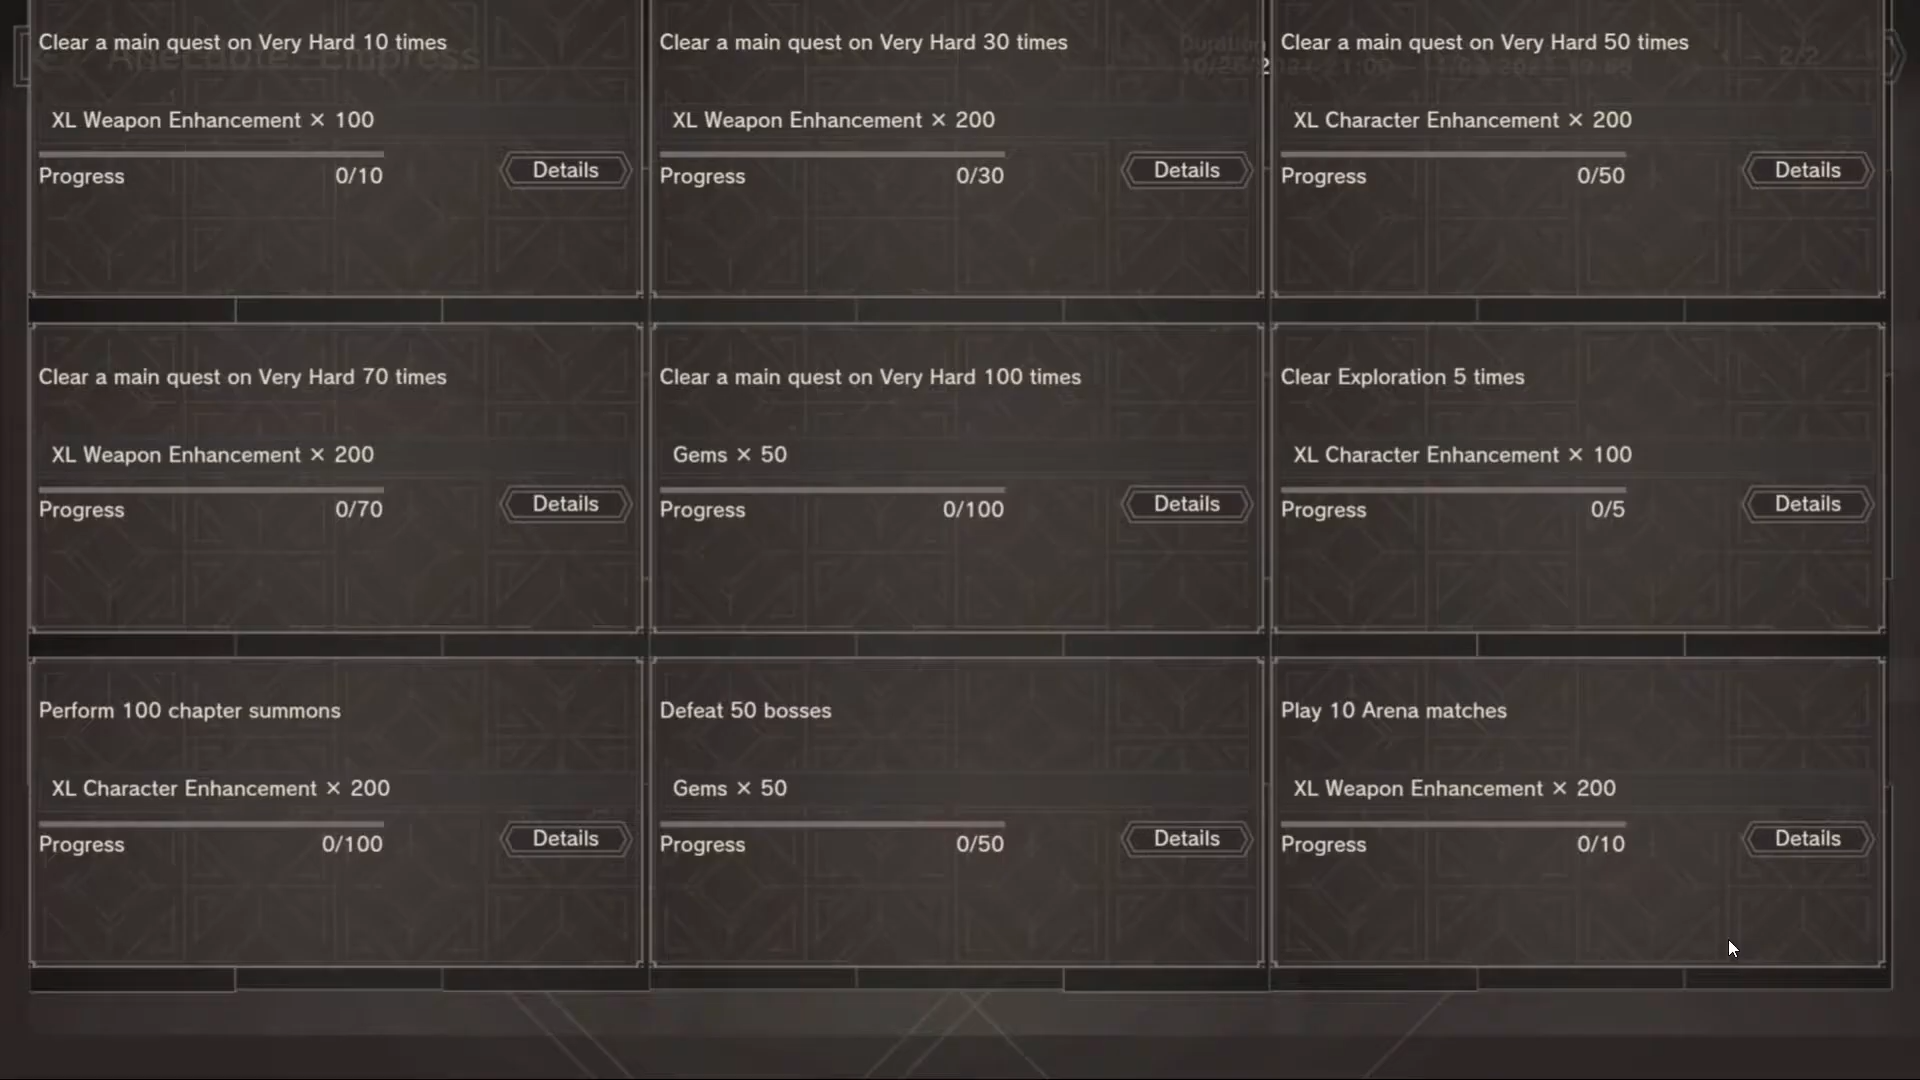 Clear a main quest on Very Hard 10 times
Clear a main quest on Very Hard 30 times
Clear a main quest on Very Hard 50 times
2/2
XL Weapon Enhancement × 100
XL Weapon Enhancement × 200
XL Character Enhancement × 200
Progress 0/10 Details
Progress 0/30 Details
Progress 0/50 Details
Clear a main quest on Very Hard 70 times
Clear a main quest on Very Hard 100 times
Clear Exploration 5 times
XL Weapon Enhancement × 200
Gems × 50
XL Character Enhancement × 100
Progress 0/70 Details
Progress 0/100 Details
Progress 0/5 Details
Perform 100 chapter summons
Defeat 50 bosses
Play 10 Arena matches
XL Character Enhancement × 200
Gems × 50
XL Weapon Enhancement × 200
Progress 0/100 Details
Progress 0/50 Details
Progress 0/10 Details